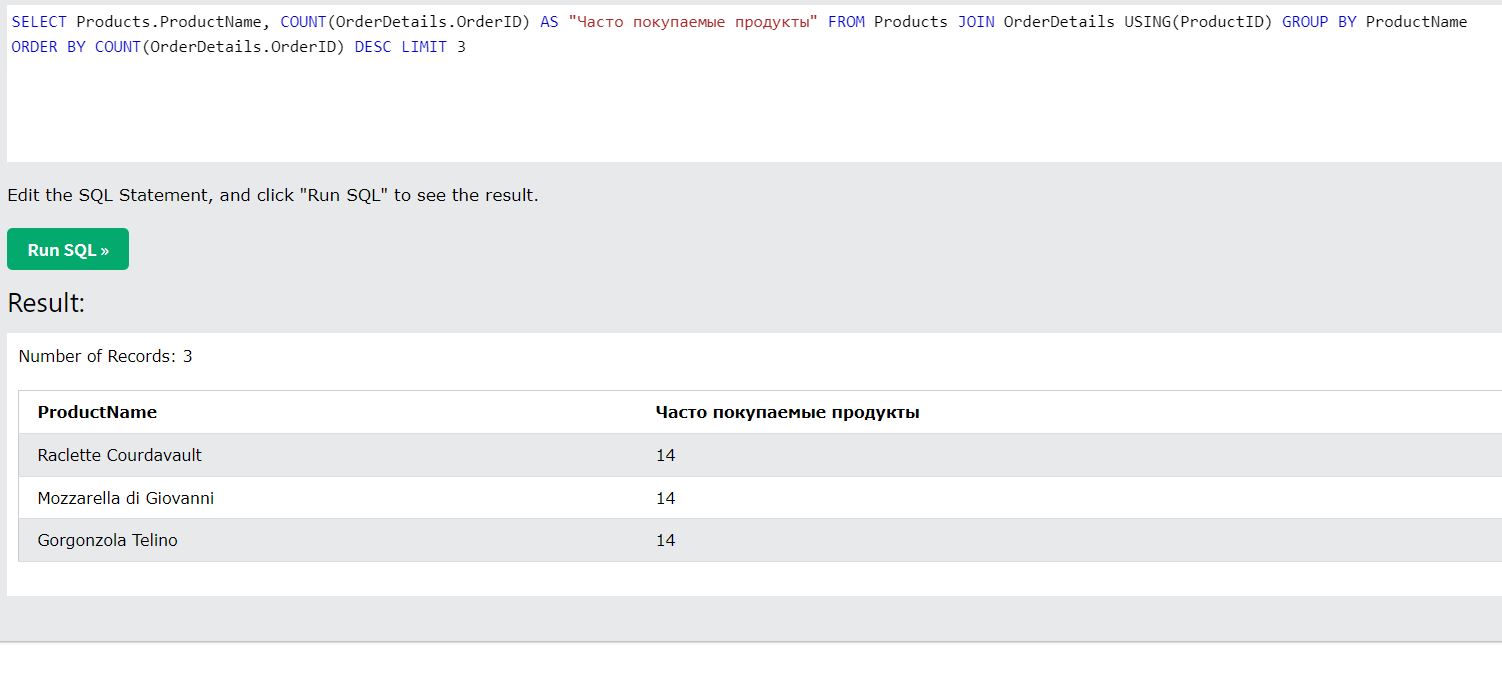 SELECT Products.ProductName, COUNT(OrderDetails.OrderID) AS "Часто покупаемые продукты" FROM Products JOIN OrderDetails USING(ProductID) GROUP BY ProductName
ORDER BY COUNT(OrderDetails.OrderID) DESC LIMIT 3
Edit the SQL Statement, and click "Run SQL" to see the result.
Run SQL »
Result:
Number of Records: 3
ProductName Часто покупаемые продукты
Raclette Courdavault 14
Mozzarella di Giovanni 14
Gorgonzola Telino 14